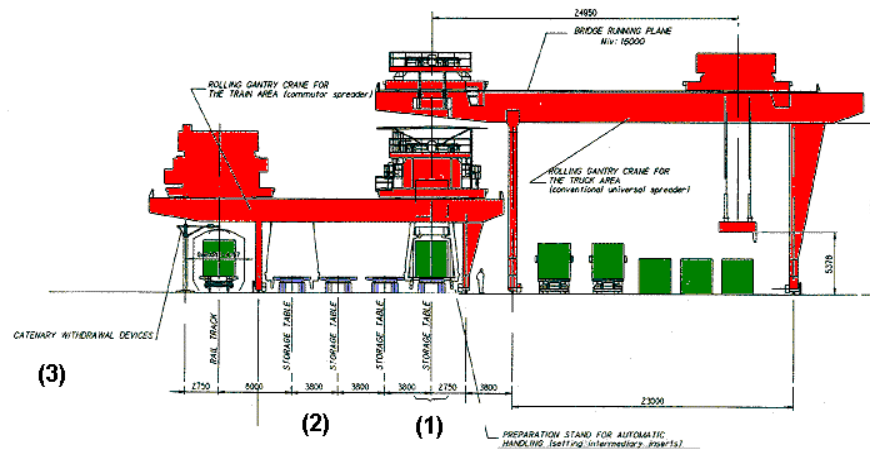 24950
BRIDGE RUNNING PLANE
Niv: 16000
ROLLING GANTRY CRANE FOR
THE TRAIN AREA (commutor spreader)
ROLLING GANTRY CRANE FOR
THE TRUCK AREA
(conventional universal spreader)
5378
CATENARY WITHDRAWAL DEVICES
RAIL TRACK
STORAGE TABLE
STORAGE TABLE
STORAGE TABLE
STORAGE TABLE
(3)
2750
6000
3800
3800
3800
2750
3800
23000
(2)
(1)
PREPARATION STAND FOR AUTOMATIC
HANDLING (setting intermediary inserts)